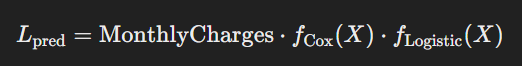 L_pred = MonthlyCharges · f_Cox(X) · f_Logistic(X)